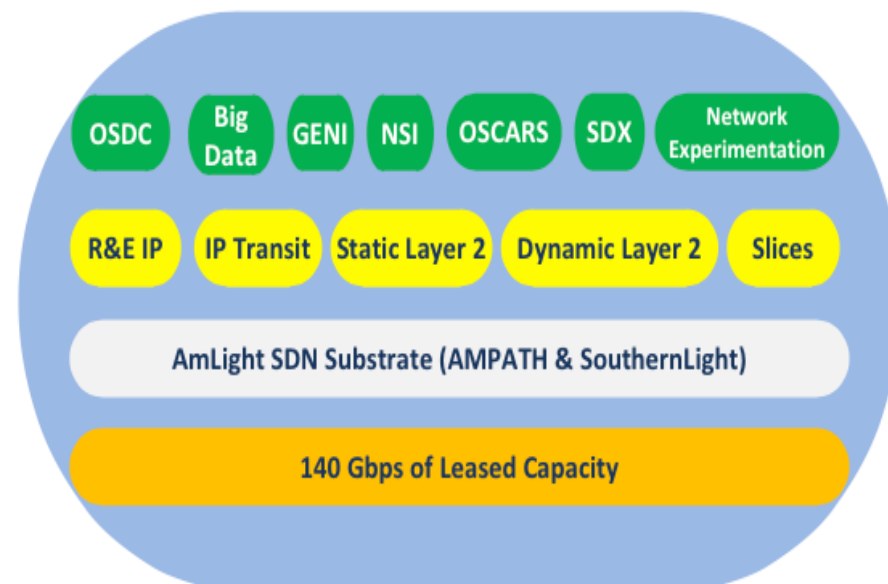 OSDC
Big
Data
GENI
NSI
OSCARS
SDX
Network
Experimentation
R&E IP
IP Transit
Static Layer 2
Dynamic Layer 2
Slices
AmLight SDN Substrate (AMPATH & SouthernLight)
140 Gbps of Leased Capacity